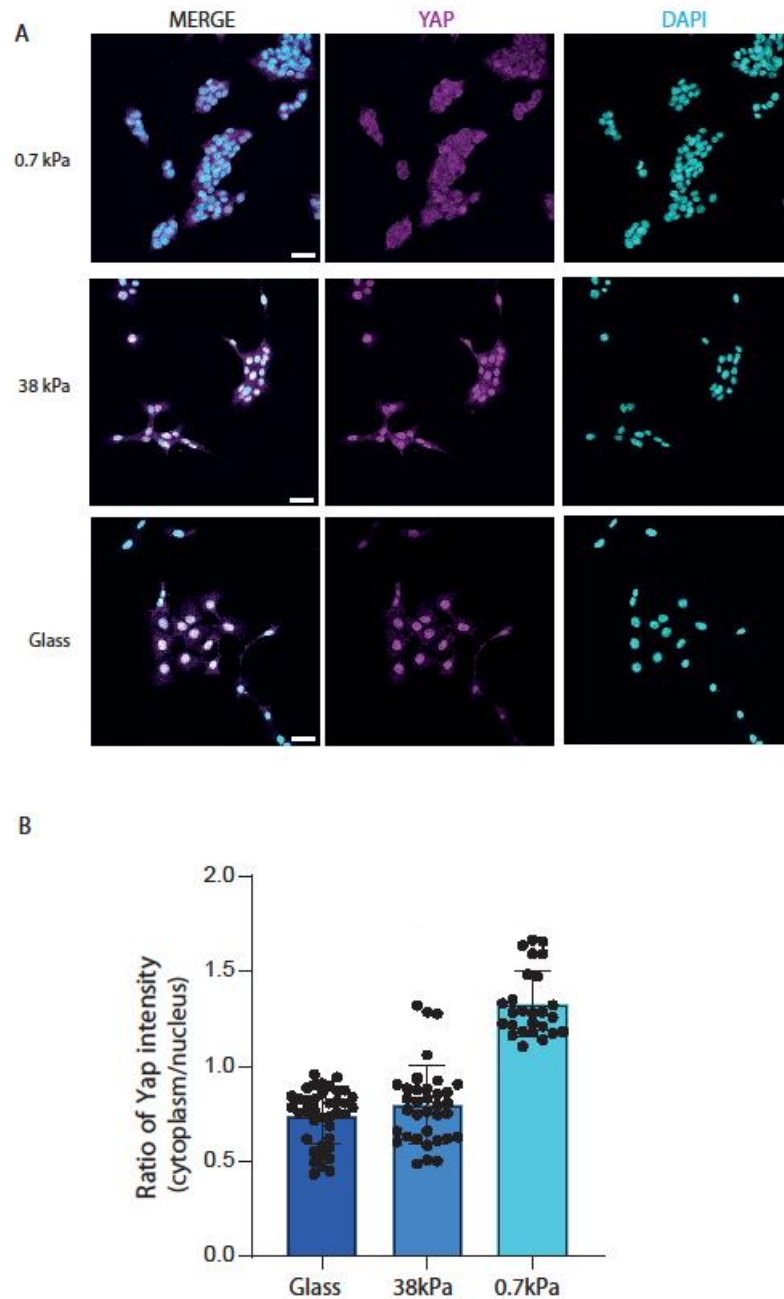 A
MERGE YAP DAPI
0.7 kPa
38 kPa
Glass
B
Ratio of Yap intensity
(cytoplasm/nucleus)
2.0
1.5
1.0
0.5
0.0
Glass 38kPa 0.7kPa